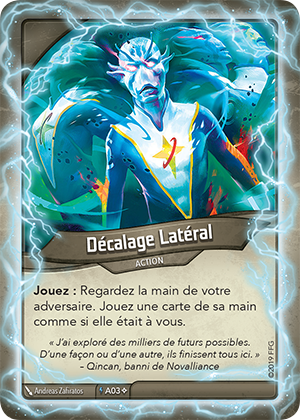 Décalage Latéral
ACTION
Jouez : Regardez la main de votre
adversaire. Jouez une carte de sa main
comme si elle était à vous.
« J’ai exploré des milliers de futurs possibles.
D’une façon ou d’une autre, ils finissent tous ici. »
– Qincan, banni de Novalliance
©2019 FFG
Andreas Zafiratos
A03